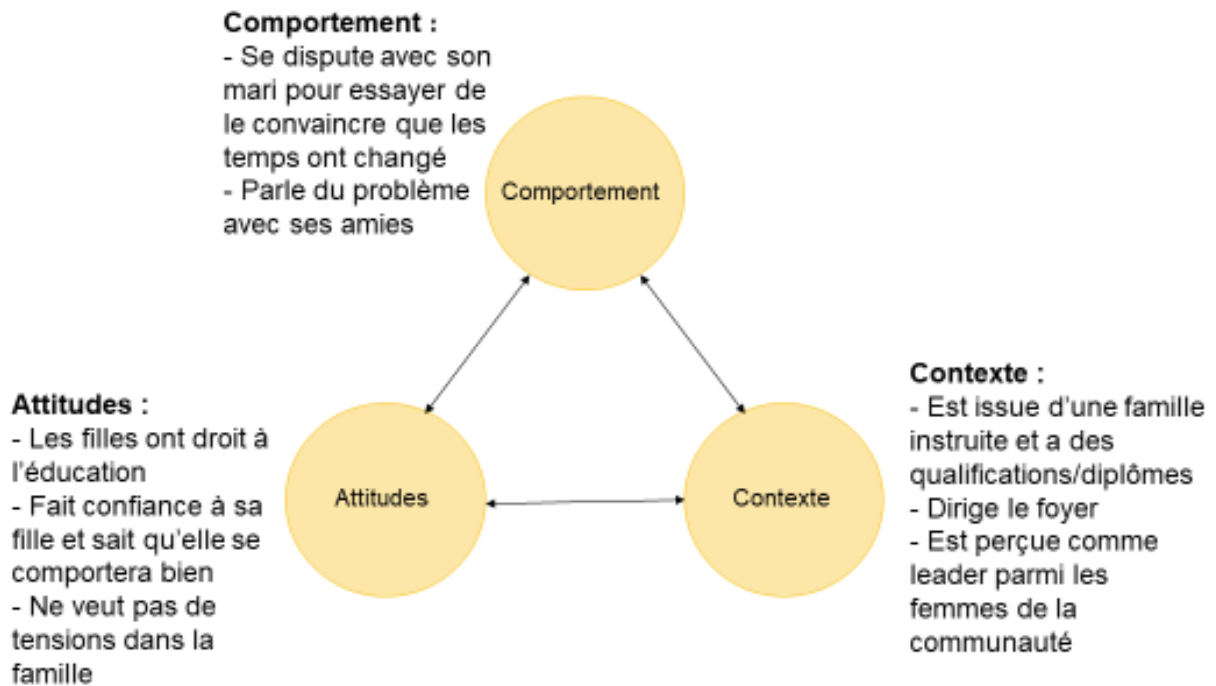 Comportement :
- Se dispute avec son
mari pour essayer de
le convaincre que les
temps ont changé
- Parle du problème
avec ses amies
Comportement
Attitudes :
- Les filles ont droit à
l'éducation
- Fait confiance à sa
fille et sait qu'elle se
comportera bien
- Ne veut pas de
tensions dans la
famille
Attitudes
Contexte
Contexte :
- Est issue d'une famille
instruite et a des
qualifications/diplômes
- Dirige le foyer
- Est perçue comme
leader parmi les
femmes de la
communauté